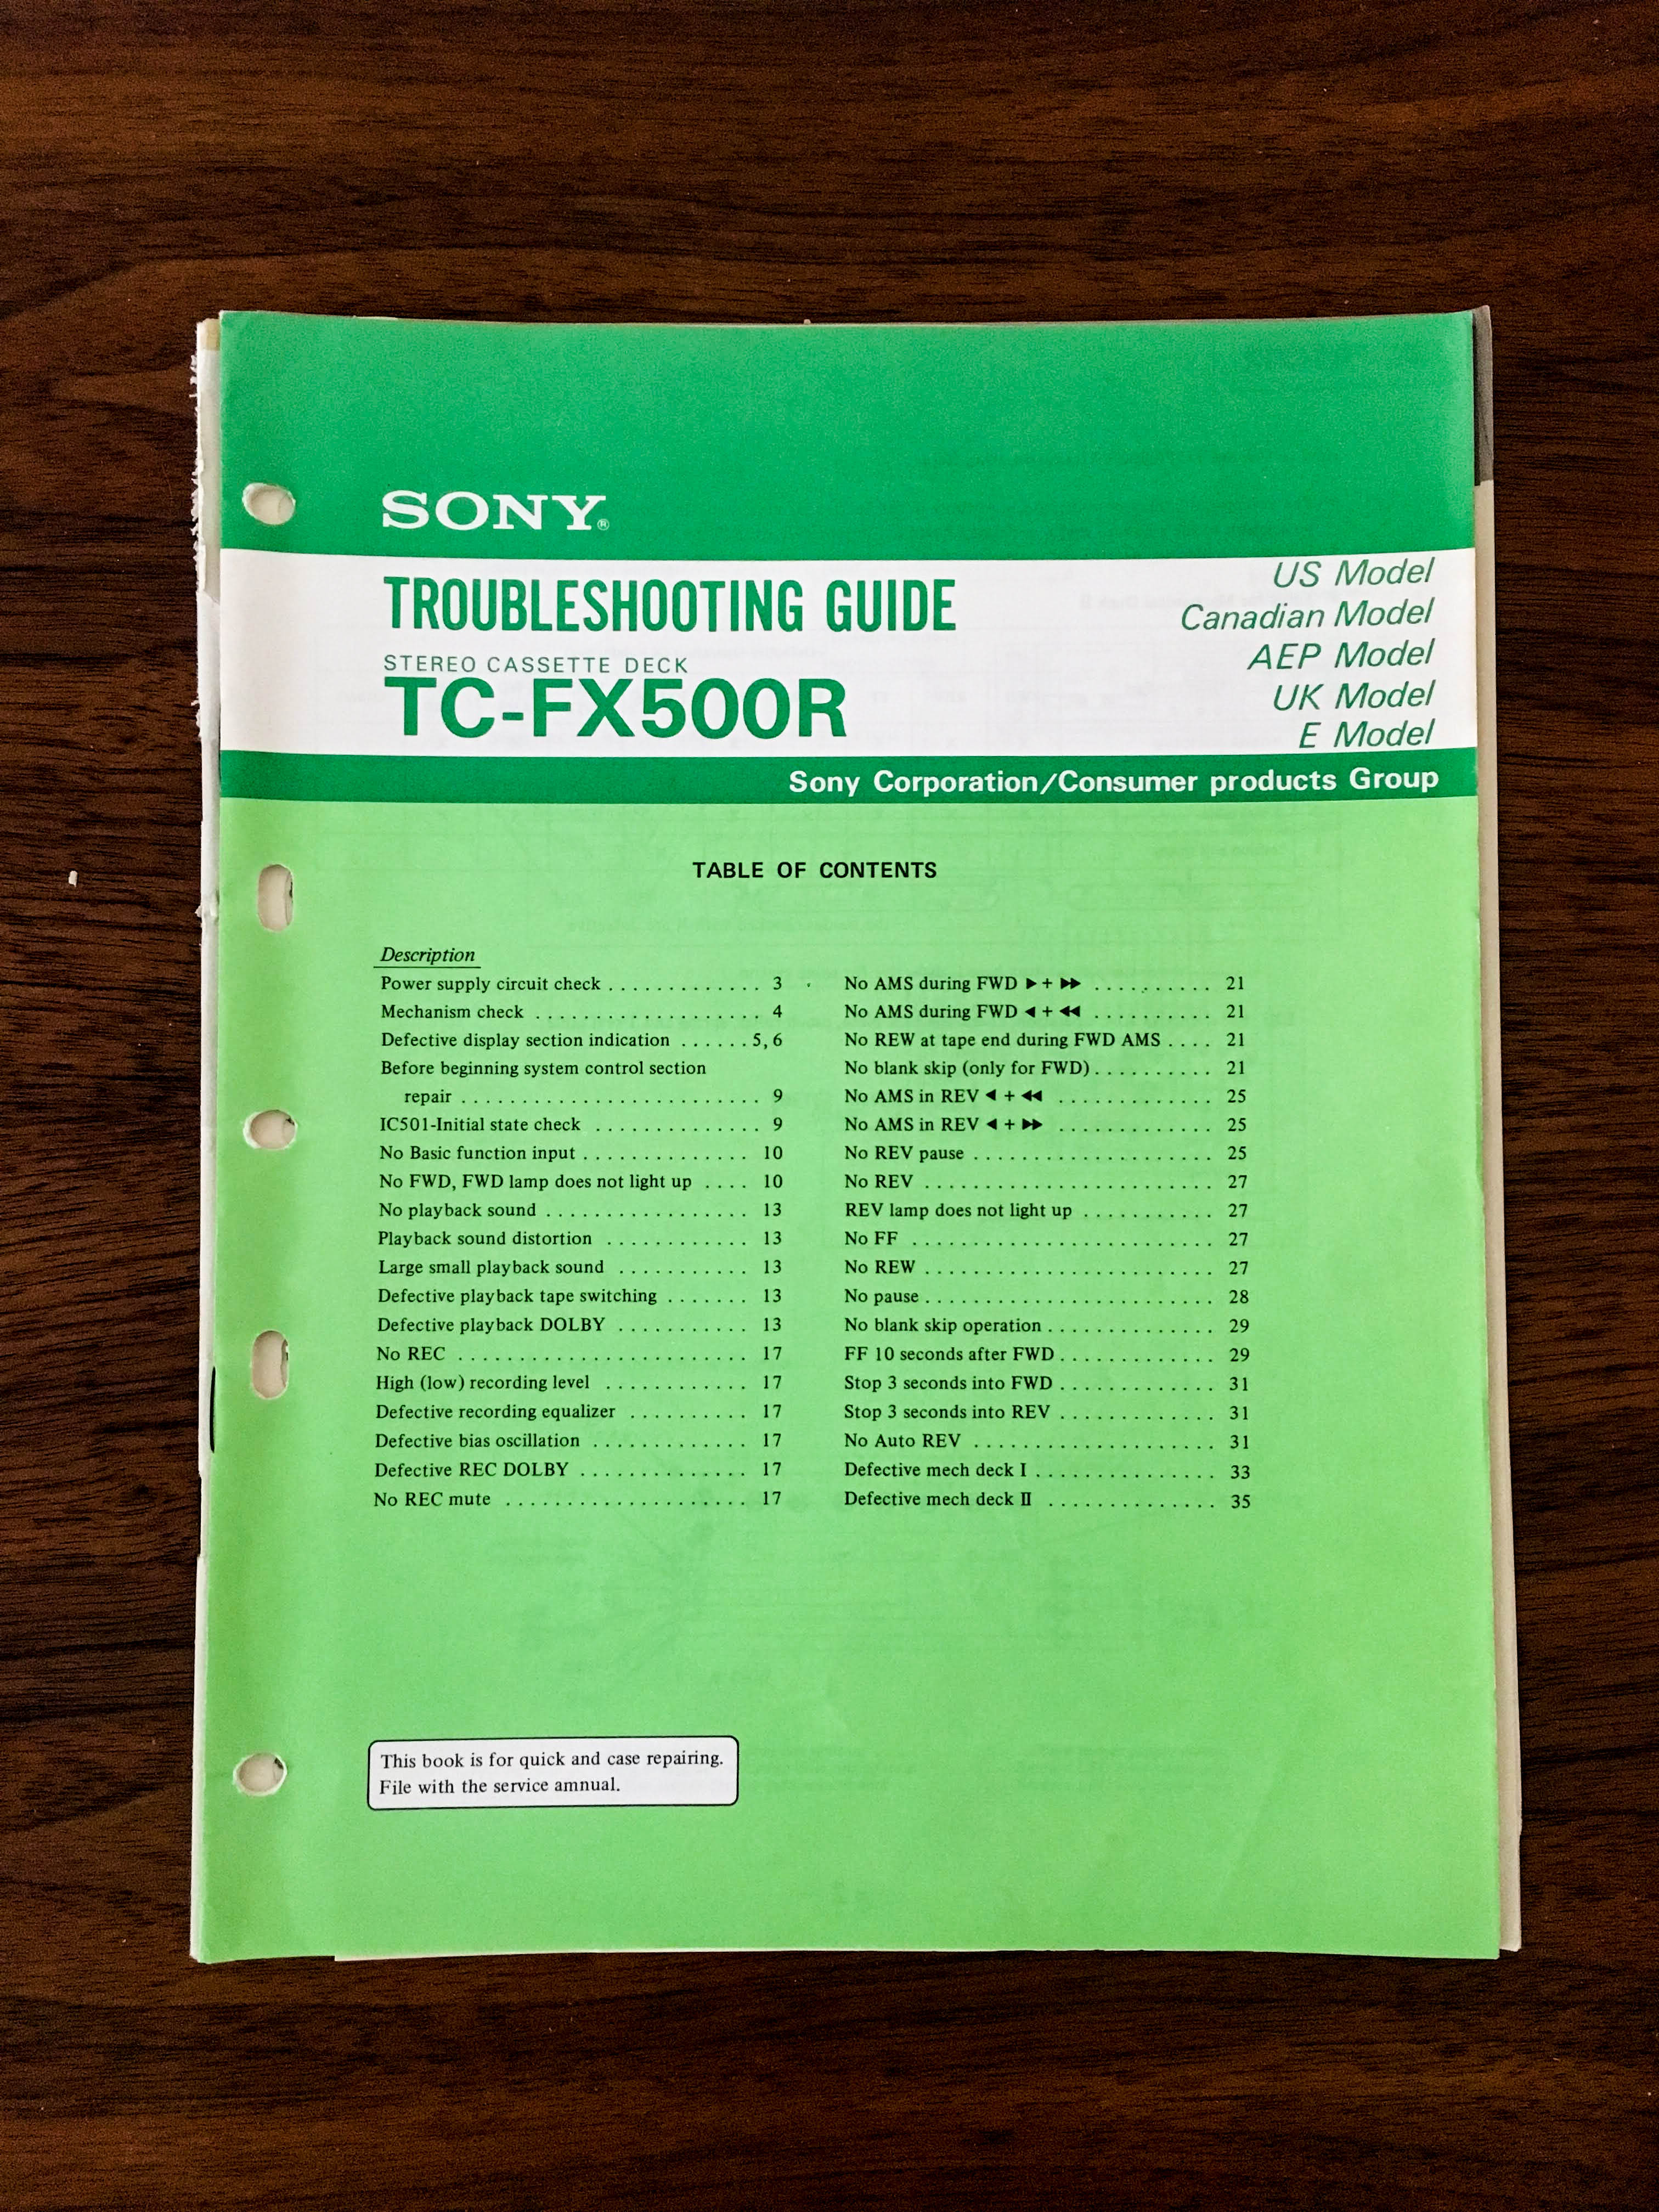 SONY®
TROUBLESHOOTING GUIDE
STEREO CASSETTE DECK
TC-FX500R
US Model
Canadian Model
AEP Model
UK Model
E Model
Sony Corporation/Consumer products Group
TABLE OF CONTENTS
Description
Power supply circuit check . . . . . . . . . . . . . 3
Mechanism check . . . . . . . . . . . . . . . . . . . 4
Defective display section indication . . . . . . 5, 6
Before beginning system control section
repair . . . . . . . . . . . . . . . . . . . . . . . . . . . 9
IC501-Initial state check . . . . . . . . . . . . . . 9
No Basic function input . . . . . . . . . . . . . . 10
No FWD, FWD lamp does not light up . . . . 10
No playback sound . . . . . . . . . . . . . . . . . 13
Playback sound distortion . . . . . . . . . . . . 13
Large small playback sound . . . . . . . . . . . 13
Defective playback tape switching . . . . . . . 13
Defective playback DOLBY . . . . . . . . . . . 13
No REC . . . . . . . . . . . . . . . . . . . . . . . . 17
High (low) recording level . . . . . . . . . . . . 17
Defective recording equalizer . . . . . . . . . . 17
Defective bias oscillation . . . . . . . . . . . . . 17
Defective REC DOLBY . . . . . . . . . . . . . . 17
No REC mute . . . . . . . . . . . . . . . . . . . . 17
No AMS during FWD ▶ + ▶▶ . . . . . . . . . . 21
No AMS during FWD ◀ + ◀◀ . . . . . . . . . . 21
No REW at tape end during FWD AMS . . . . 21
No blank skip (only for FWD) . . . . . . . . . . 21
No AMS in REV ◀ + ◀◀ . . . . . . . . . . . . . 25
No AMS in REV ◀ + ▶▶ . . . . . . . . . . . . . 25
No REV pause . . . . . . . . . . . . . . . . . . . . 25
No REV . . . . . . . . . . . . . . . . . . . . . . . . 27
REV lamp does not light up . . . . . . . . . . . 27
No FF . . . . . . . . . . . . . . . . . . . . . . . . . 27
No REW . . . . . . . . . . . . . . . . . . . . . . . . 27
No pause . . . . . . . . . . . . . . . . . . . . . . . . 28
No blank skip operation . . . . . . . . . . . . . . 29
FF 10 seconds after FWD . . . . . . . . . . . . . 29
Stop 3 seconds into FWD . . . . . . . . . . . . . 31
Stop 3 seconds into REV . . . . . . . . . . . . . 31
No Auto REV . . . . . . . . . . . . . . . . . . . . 31
Defective mech deck I . . . . . . . . . . . . . . . 33
Defective mech deck II . . . . . . . . . . . . . . 35
This book is for quick and case repairing.
File with the service amnual.